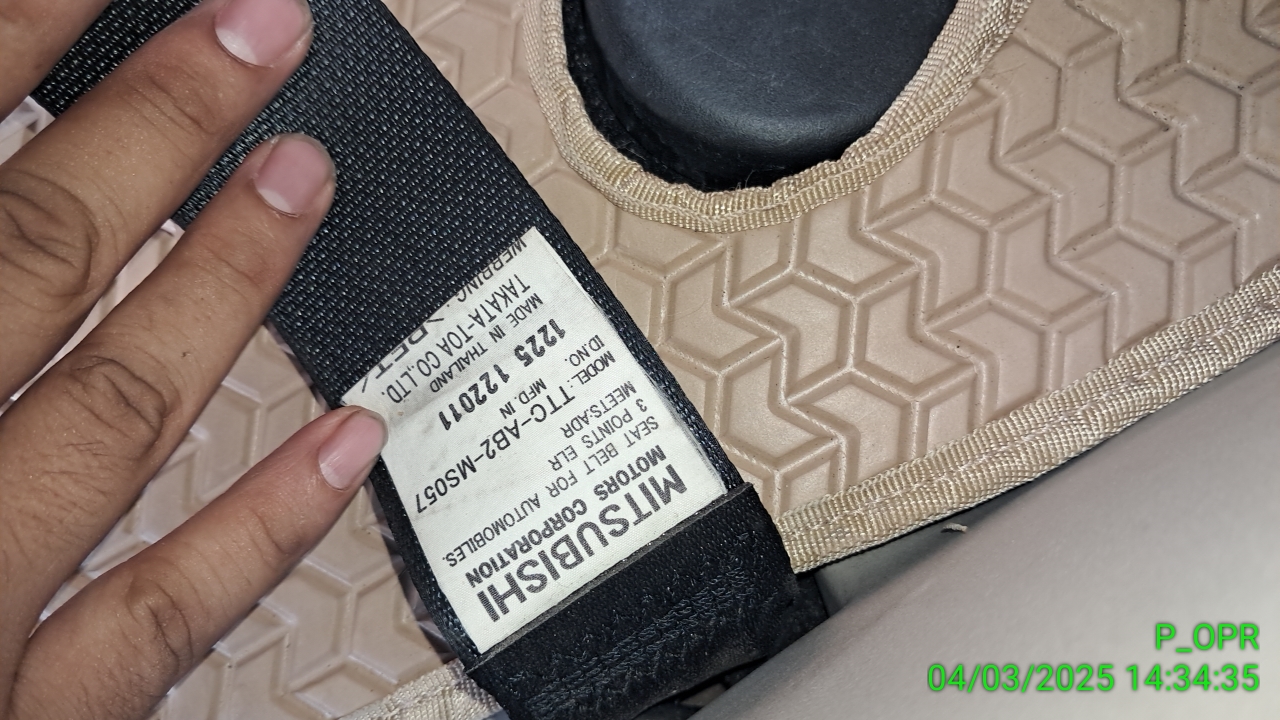 MITSUBISHI
MOTORS CORPORATION
SEAT BELT FOR AUTOMOBILES.
3 POINTS ELR
MEETS:ADR
MODEL: TTC-AB2-MS057
ID.NO. MFD.IN
1225 122011
MADE IN THAILAND
TAKATA-TOA CO.,LTD.
WEBBING >PET<
P_OPR
04/03/2025 14:34:35